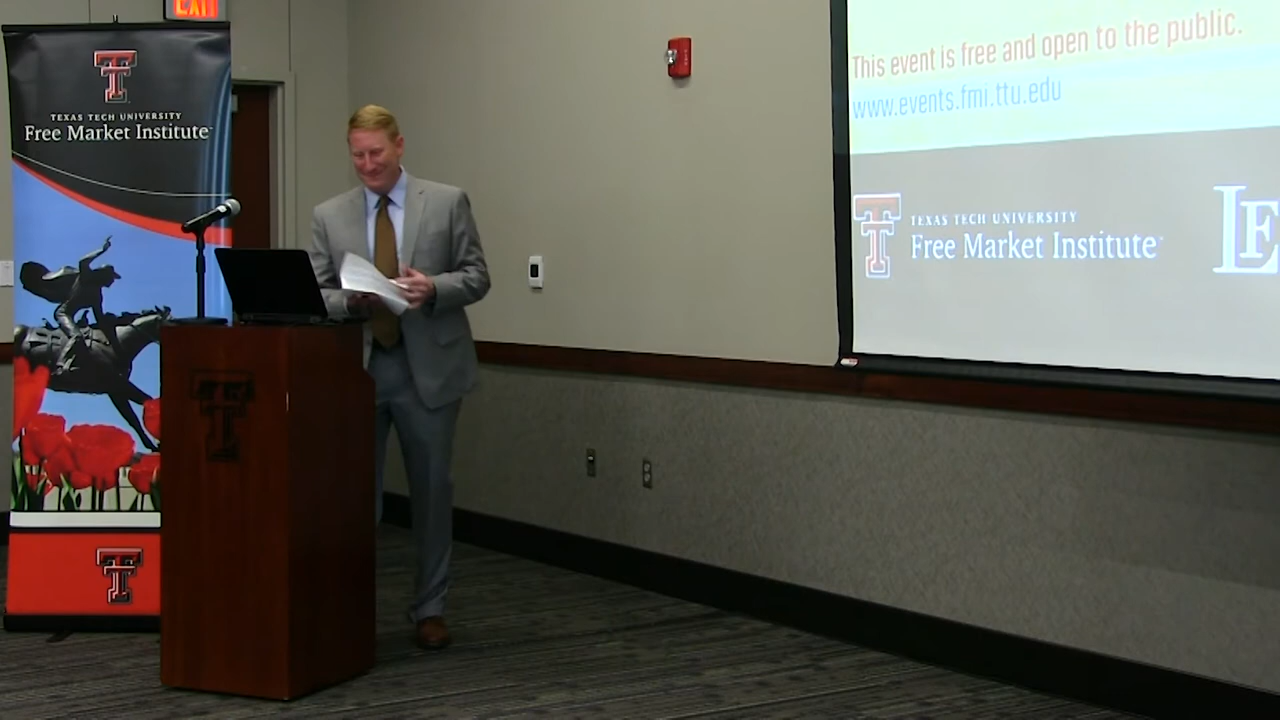 EXIT
TEXAS TECH UNIVERSITY
Free Market Institute
This event is free and open to the public.
www.events.fmi.ttu.edu
TEXAS TECH UNIVERSITY
Free Market Institute
LF